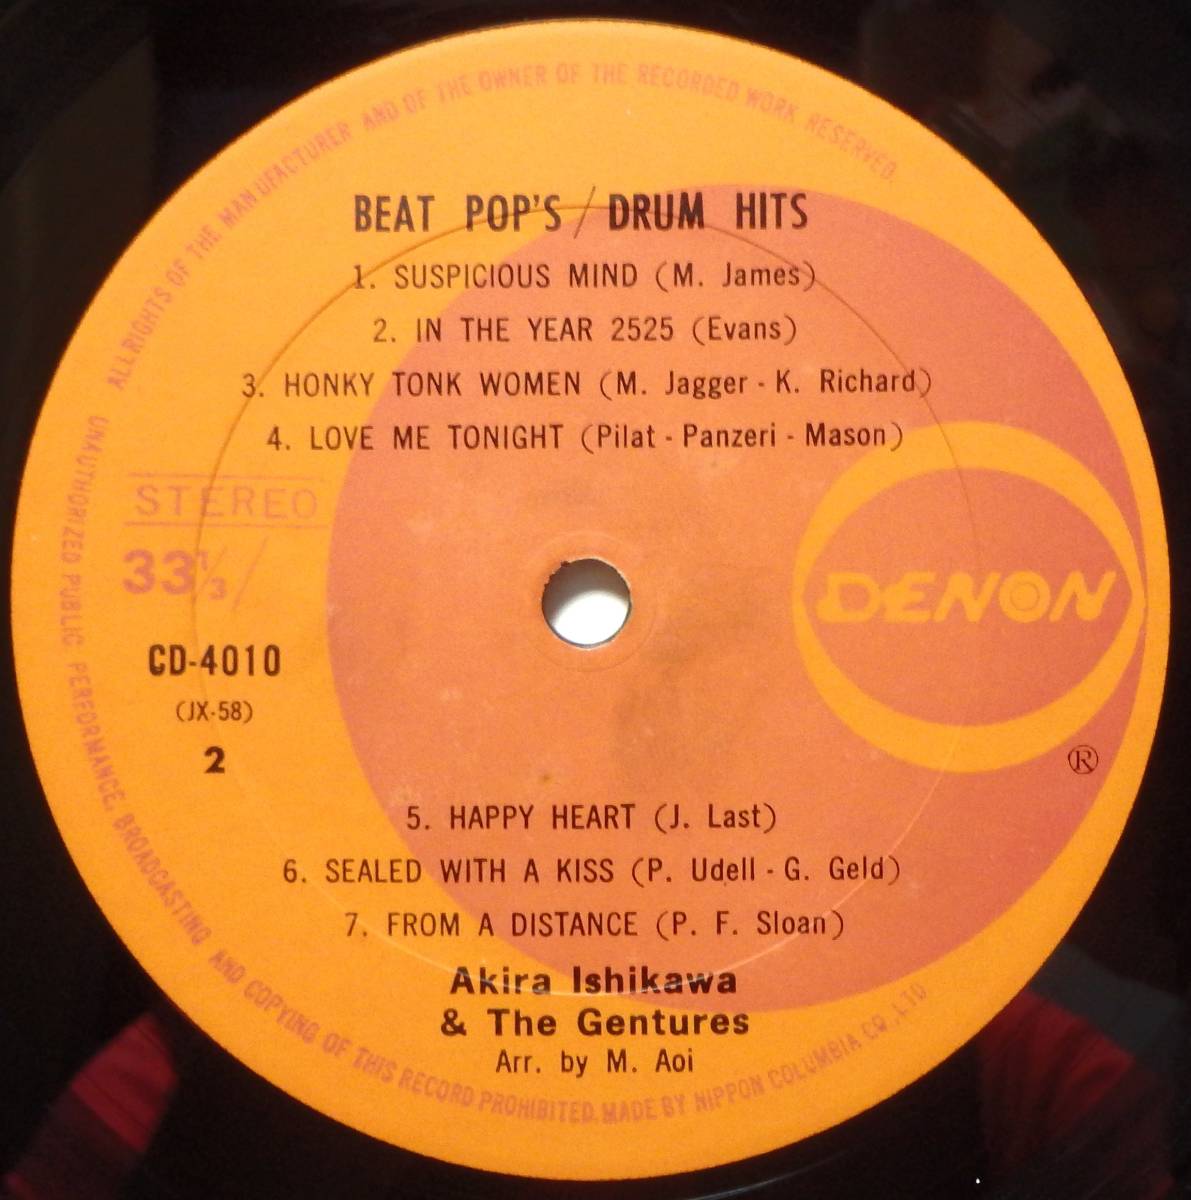 ALL RIGHTS OF THE MANUFACTURER AND OF THE OWNER OF THE RECORDED WORK RESERVED.
UNAUTHORIZED PUBLIC PERFORMANCE, BROADCASTING AND COPYING OF THIS RECORD PROHIBITED. MADE BY NIPPON COLUMBIA CO., LTD
BEAT POP'S / DRUM HITS
1. SUSPICIOUS MIND (M. James)
2. IN THE YEAR 2525 (Evans)
3. HONKY TONK WOMEN (M. Jagger - K. Richard)
4. LOVE ME TONIGHT (Pilat - Panzeri - Mason)
STEREO
33 1/3
DENON
®
CD-4010
(JX-58)
2
5. HAPPY HEART (J. Last)
6. SEALED WITH A KISS (P. Udell - G. Geld)
7. FROM A DISTANCE (P. F. Sloan)
Akira Ishikawa
& The Gentures
Arr. by M. Aoi